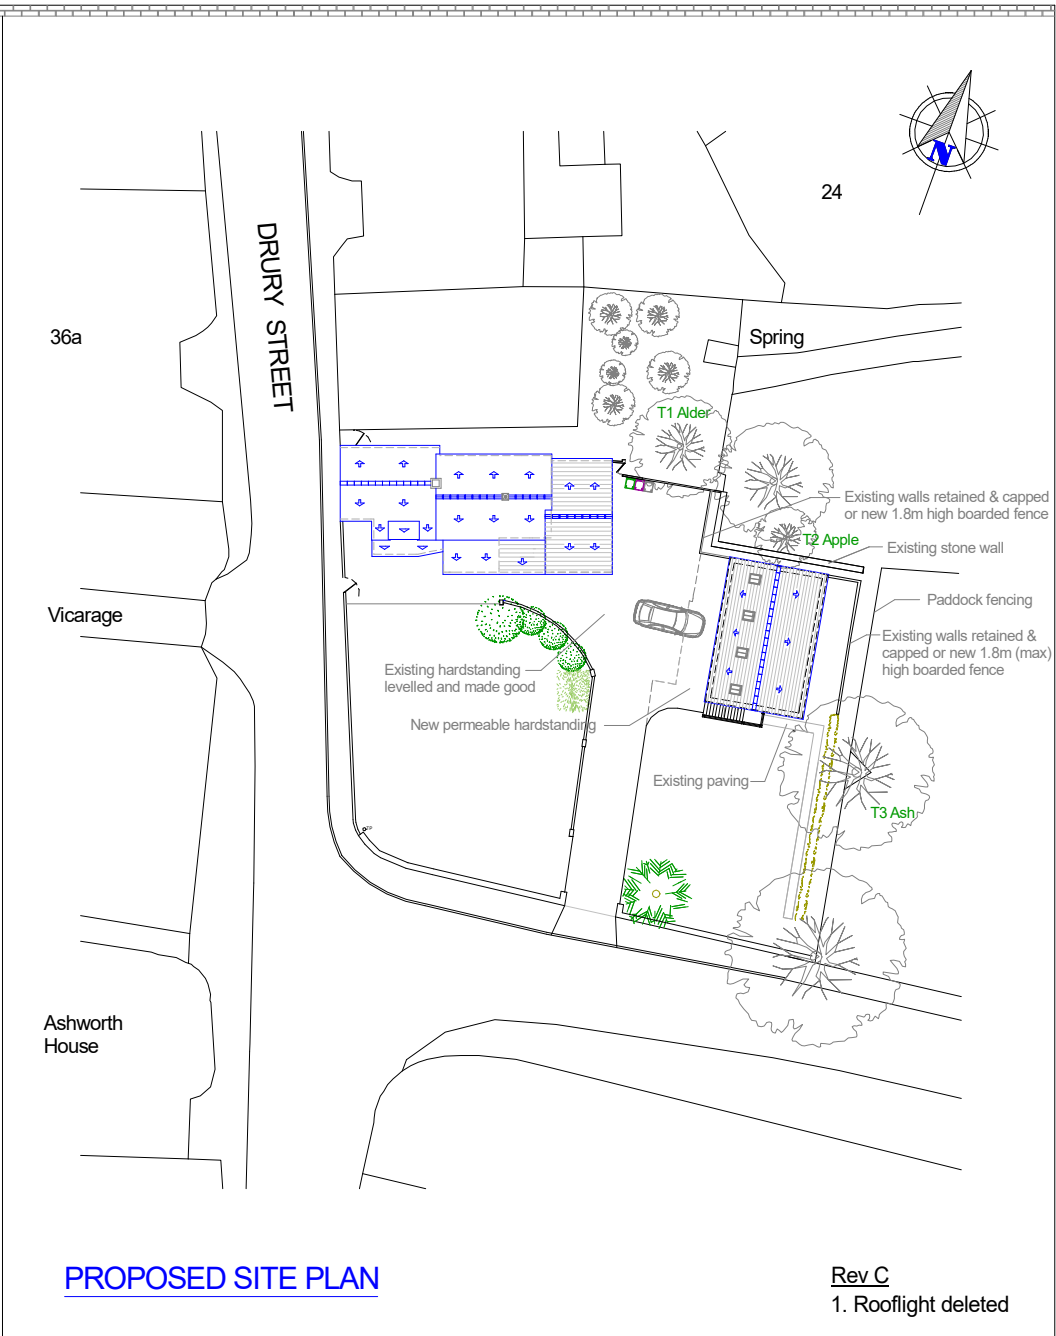 N
24
DRURY STREET
36a
Spring
T1 Alder
Existing walls retained & capped
or new 1.8m high boarded fence
T2 Apple
Existing stone wall
Paddock fencing
Vicarage
Existing walls retained &
capped or new 1.8m (max)
high boarded fence
Existing hardstanding
levelled and made good
New permeable hardstanding
Existing paving
T3 Ash
Ashworth
House
PROPOSED SITE PLAN
Rev C
1. Rooflight deleted